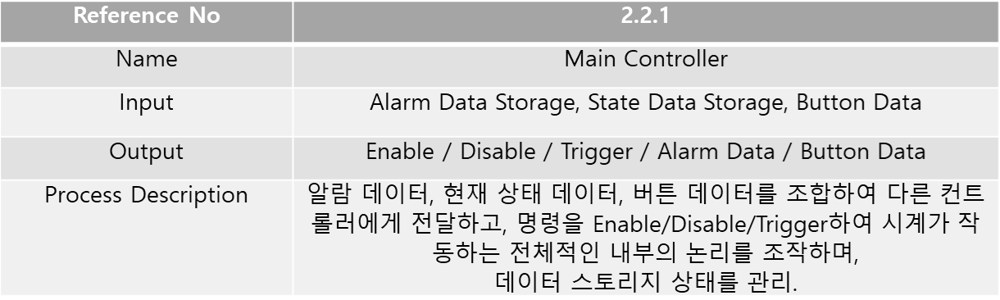 Reference No 2.2.1
Name Main Controller
Input Alarm Data Storage, State Data Storage, Button Data
Output Enable / Disable / Trigger / Alarm Data / Button Data
Process Description 알람 데이터, 현재 상태 데이터, 버튼 데이터를 조합하여 다른 컨트
롤러에게 전달하고, 명령을 Enable/Disable/Trigger하여 시계가 작
동하는 전체적인 내부의 논리를 조작하며,
데이터 스토리지 상태를 관리.